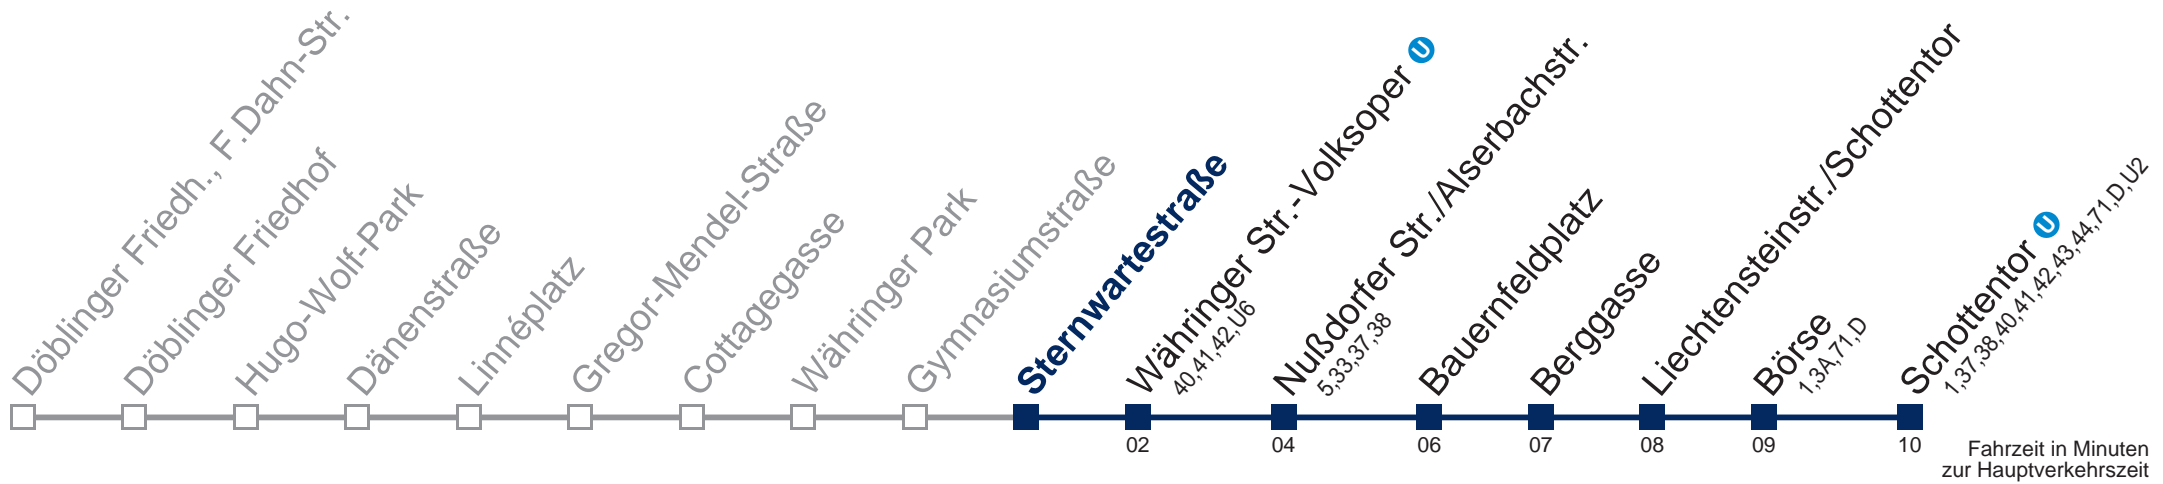 Döblinger Friedh., F.Dahn-Str.
Döblinger Friedhof
Hugo-Wolf-Park
Dänenstraße
Linnéplatz
Gregor-Mendel-Straße
Cottagegasse
Währinger Park
Gymnasiumstraße
Sternwartestraße
Währinger Str.-Volksoper U
40,41,42,U6
Nußdorfer Str./Alserbachstr.
5,33,37,38
Bauernfeldplatz
Berggasse
Liechtensteinstr./Schottentor
Börse
1,3A,71,D
Schottentor U
1,37,38,40,41,42,43,44,71,D,U2
02 04 06 07 08 09 10
Fahrzeit in Minuten
zur Hauptverkehrszeit